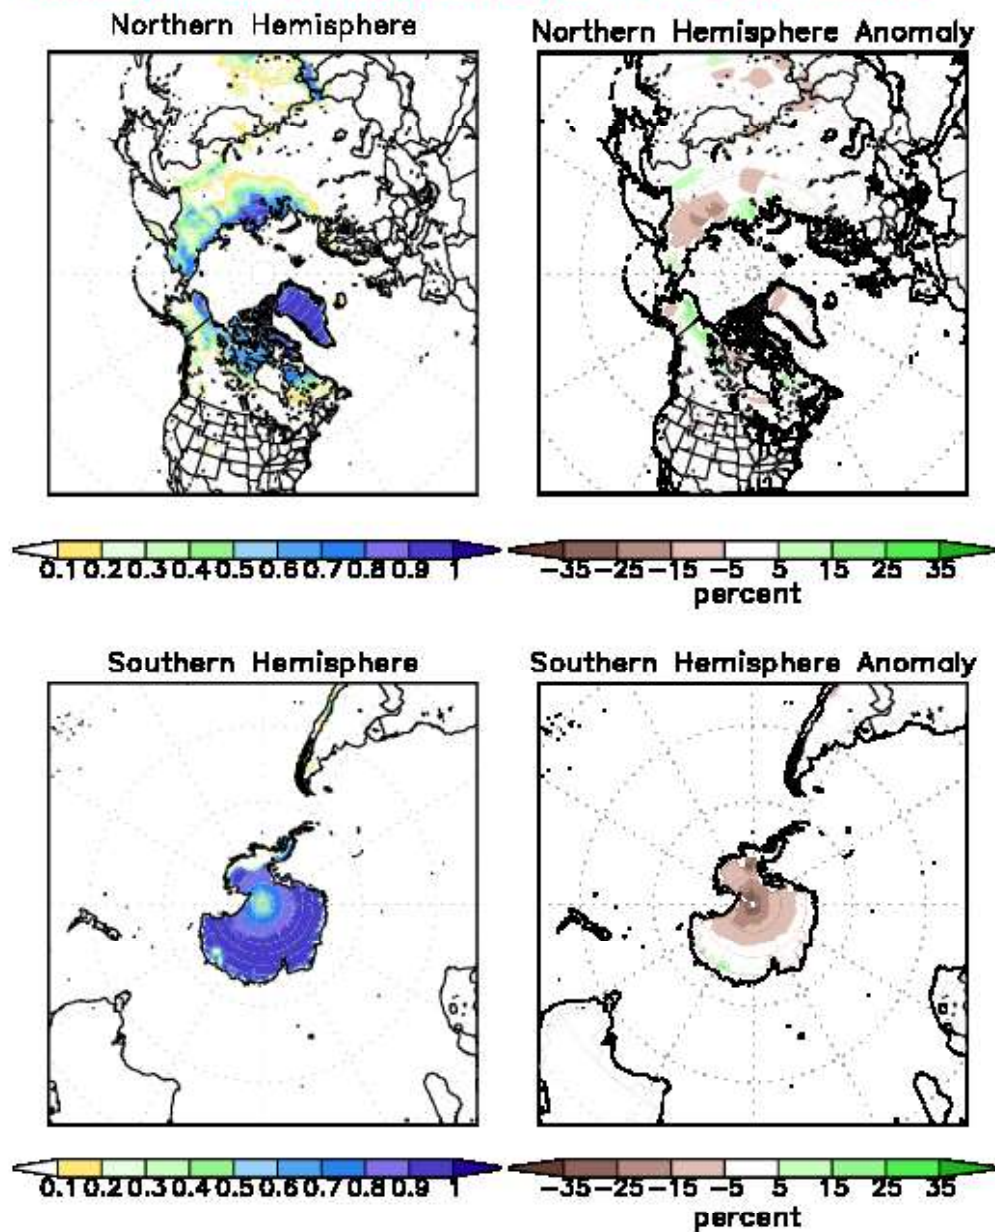 Northern Hemisphere
Northern Hemisphere Anomaly
0.1 0.2 0.3 0.4 0.5 0.6 0.7 0.8 0.9 1
-35 -25 -15 -5 5 15 25 35
percent
Southern Hemisphere
Southern Hemisphere Anomaly
0.1 0.2 0.3 0.4 0.5 0.6 0.7 0.8 0.9 1
-35 -25 -15 -5 5 15 25 35
percent